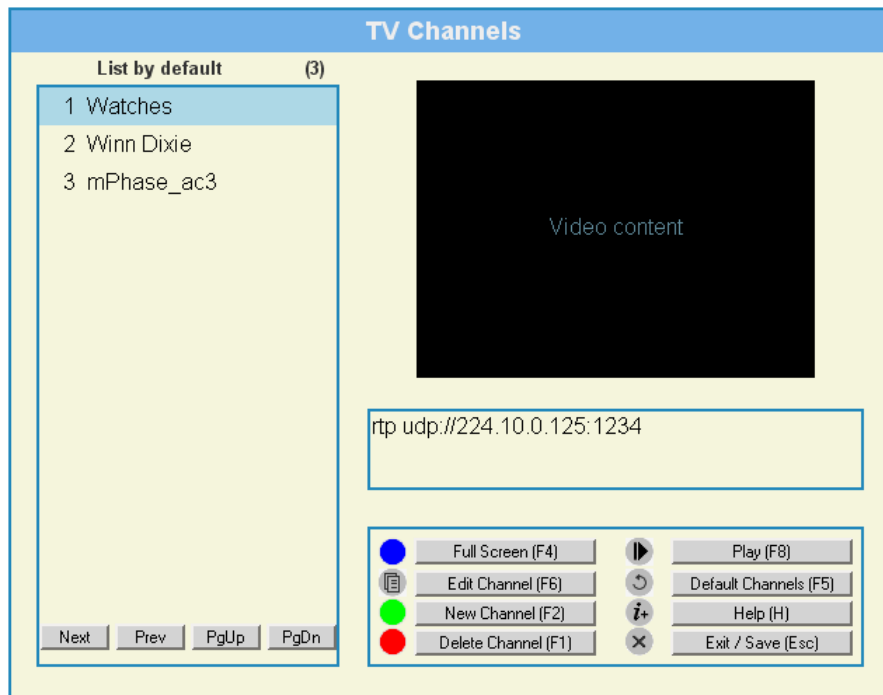 TV Channels
List by default (3)
1 Watches
2 Winn Dixie
3 mPhase_ac3
Next Prev PgUp PgDn
Video content
rtp udp://224.10.0.125:1234
Full Screen (F4) Play (F8)
Edit Channel (F6) Default Channels (F5)
New Channel (F2) i+ Help (H)
Delete Channel (F1) Exit / Save (Esc)